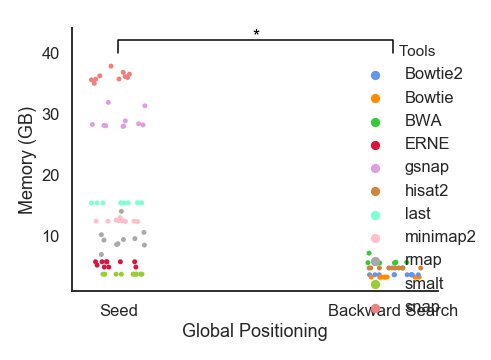 *
40
30
20
10
Memory (GB)
Seed
Backward Search
Global Positioning
Tools
Bowtie2
Bowtie
BWA
ERNE
gsnap
hisat2
last
minimap2
rmap
smalt
snap